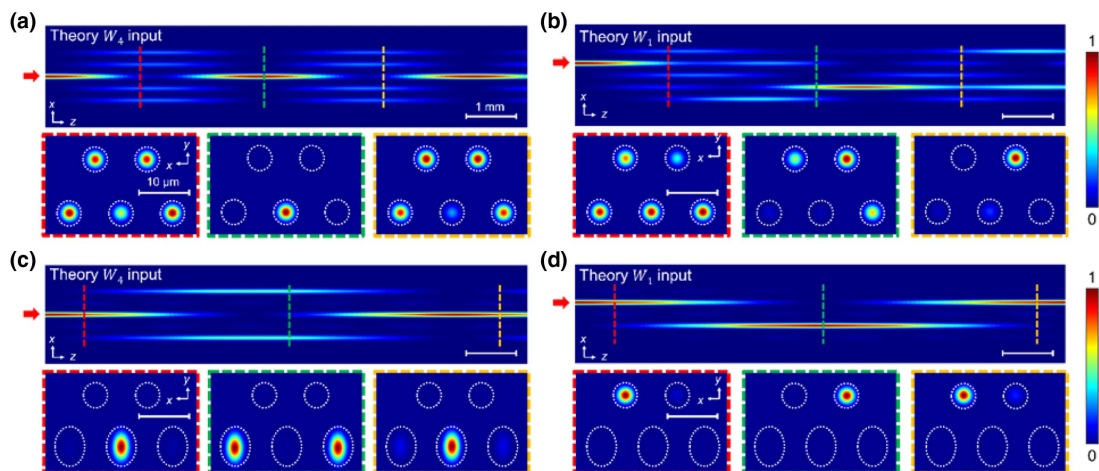 (a)
Theory W4 input
x
z
1 mm
x
y
10 μm
(b)
Theory W1 input
x
z
x
y
1
0
(c)
Theory W4 input
x
z
x
y
(d)
Theory W1 input
x
z
x
y
1
0